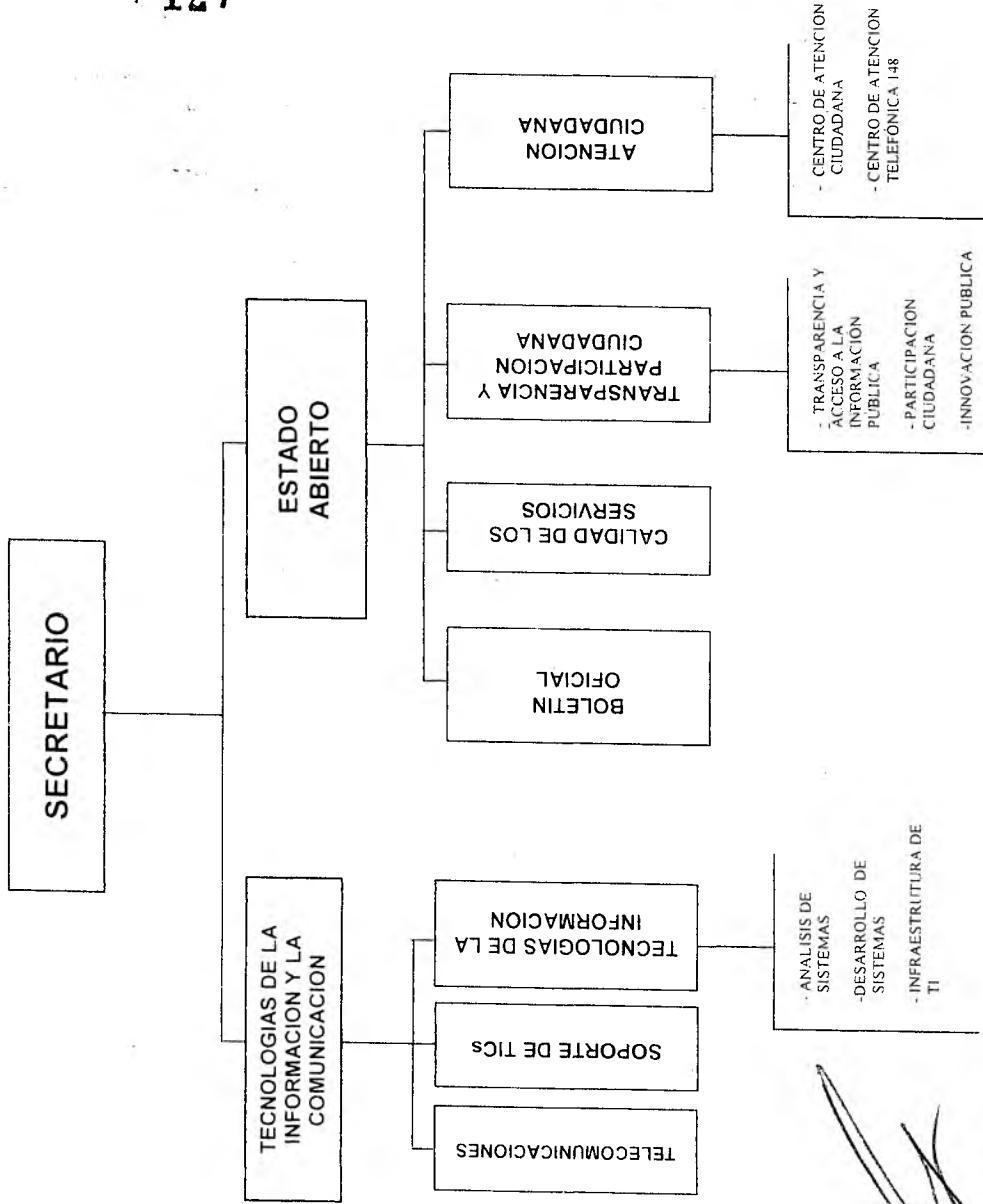 SECRETARIO
TECNOLOGIAS DE LA
INFORMACION Y LA
COMUNICACION
TELECOMUNICACIONES
SOPORTE DE TICs
TECNOLOGIAS DE LA
INFORMACION
- ANALISIS DE
SISTEMAS
-DESARROLLO DE
SISTEMAS
- INFRAESTRUTURA DE
TI
ESTADO
ABIERTO
BOLETIN
OFICIAL
CALIDAD DE LOS
SERVICIOS
TRANSPARENCIA Y
PARTICIPACION
CIUDADANA
- TRANSPARENCIA Y
ACCESO A LA
INFORMACIÓN
PUBLICA
-PARTICIPACION
CIUDADANA
-INNOVACION PUBLICA
ATENCION
CIUDADANA
- CENTRO DE ATENCION
CIUDADANA
- CENTRO DE ATENCION
TELEFÓNICA 148